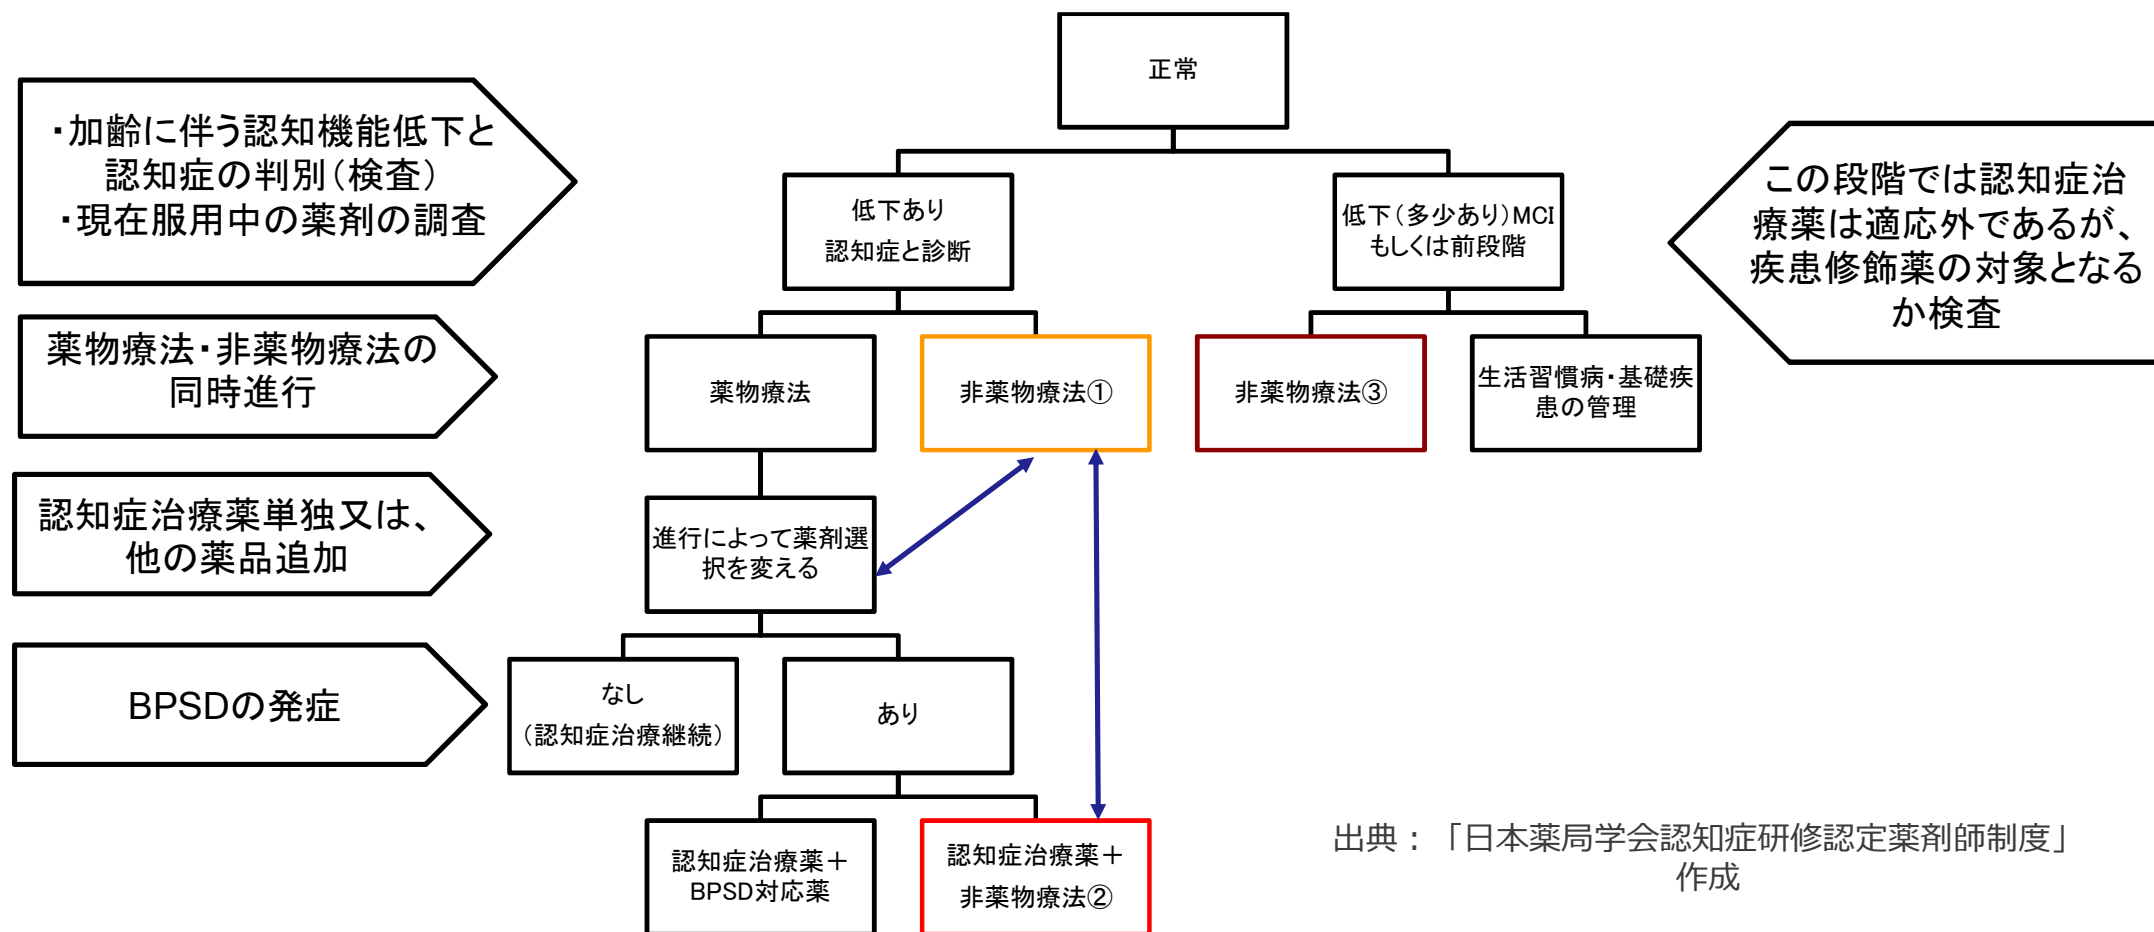 正常
・加齢に伴う認知機能低下と
認知症の判別（検査）
・現在服用中の薬剤の調査
低下あり
認知症と診断
低下（多少あり）MCI
もしくは前段階
この段階では認知症治
療薬は適応外であるが、
疾患修飾薬の対象となる
か検査
薬物療法・非薬物療法の
同時進行
薬物療法
非薬物療法①
非薬物療法③
生活習慣病・基礎疾
患の管理
認知症治療薬単独又は、
他の薬品追加
進行によって薬剤選
択を変える
BPSDの発症
なし
（認知症治療継続）
あり
認知症治療薬＋
BPSD対応薬
認知症治療薬＋
非薬物療法②
出典：「日本薬局学会認知症研修認定薬剤師制度」
作成